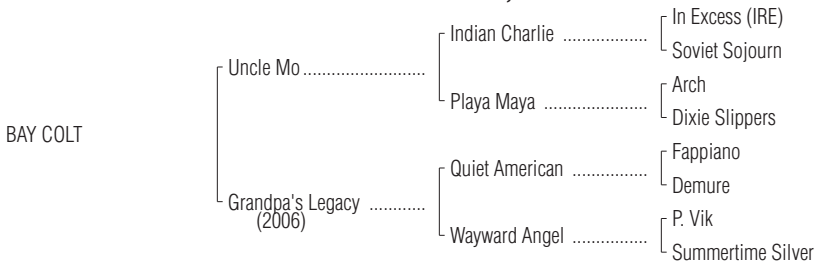 In Excess (IRE)
Indian Charlie ..................
Soviet Sojourn
Uncle Mo ..........................
Arch
Playa Maya ......................
Dixie Slippers
BAY COLT
Fappiano
Quiet American ................
Demure
Grandpa's Legacy ............
(2006)
P. Vik
Wayward Angel ................
Summertime Silver